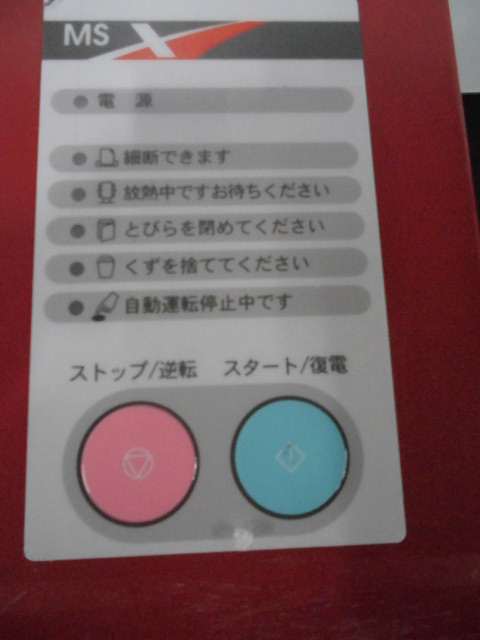 MS X
電 源
細断できます
放熱中ですお待ちください
とびらを閉めてください
くずを捨ててください
自動運転停止中です
ストップ/逆転 スタート/復電